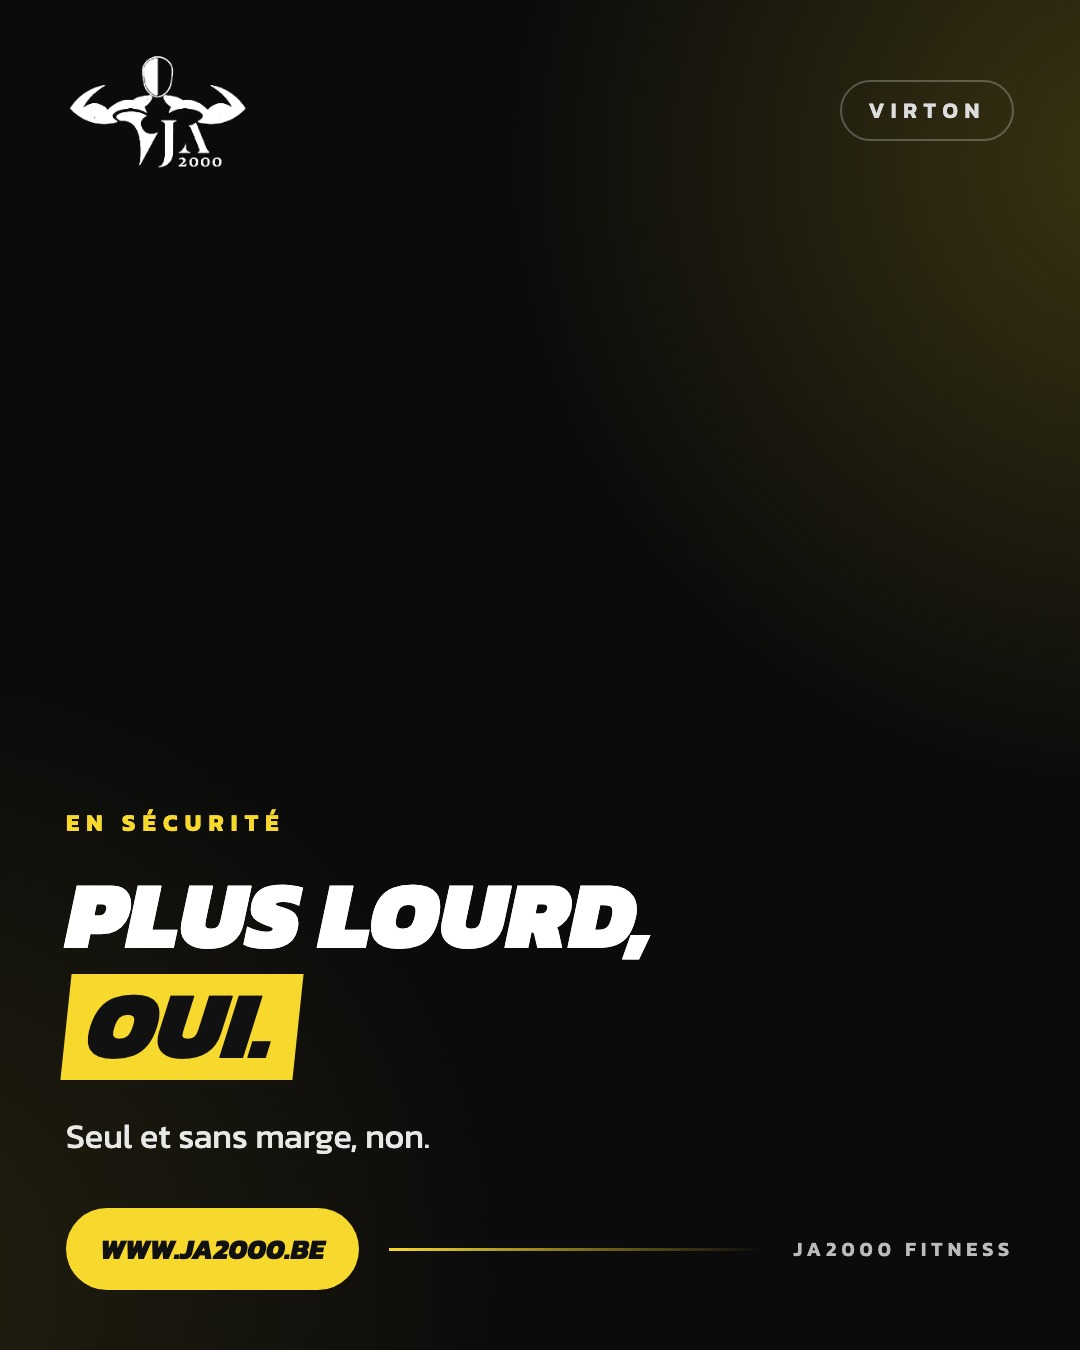 JA
2000
VIRTON
EN SÉCURITÉ
PLUS LOURD,
OUI.
Seul et sans marge, non.
WWW.JA2000.BE
JA2000 FITNESS